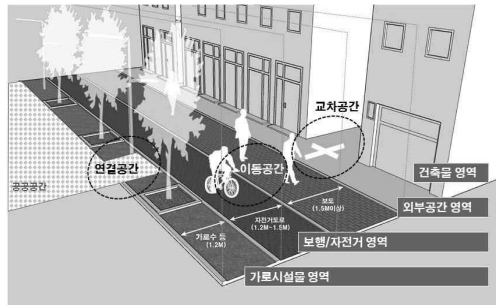 교차공간
연결공간
이동공간
공공공간
건축물 영역
보도
(1.5M이상)
외부공간 영역
자전거도로
(1.2M~1.5M)
가로수 등
(1.2M)
보행/자전거 영역
가로시설물 영역